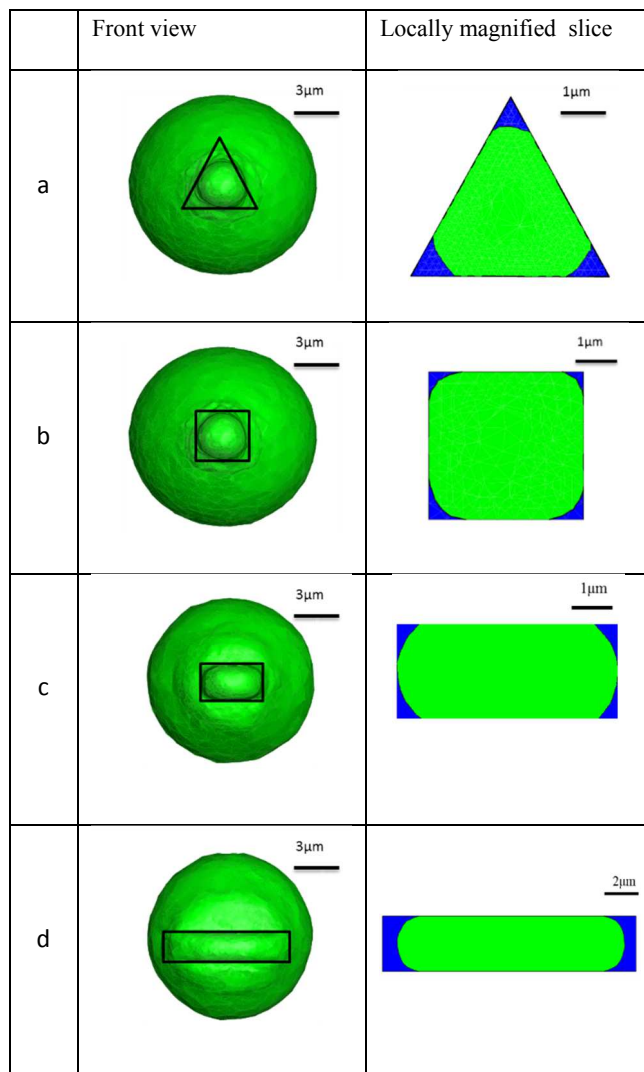 Front view
Locally magnified slice
a
3μm
1μm
b
3μm
1μm
c
3μm
1μm
d
3μm
2μm